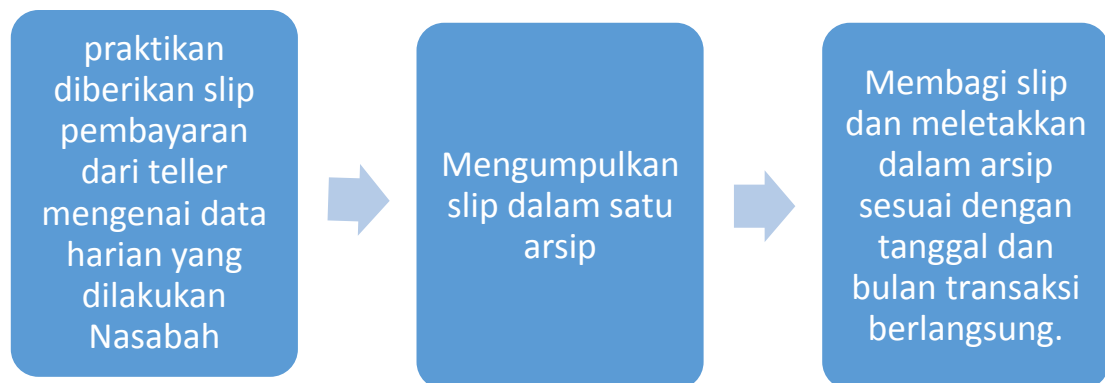 praktikan
diberikan slip
pembayaran
dari teller
mengenai data
harian yang
dilakukan
Nasabah
Mengumpulkan
slip dalam satu
arsip
Membagi slip
dan meletakkan
dalam arsip
sesuai dengan
tanggal dan
bulan transaksi
berlangsung.